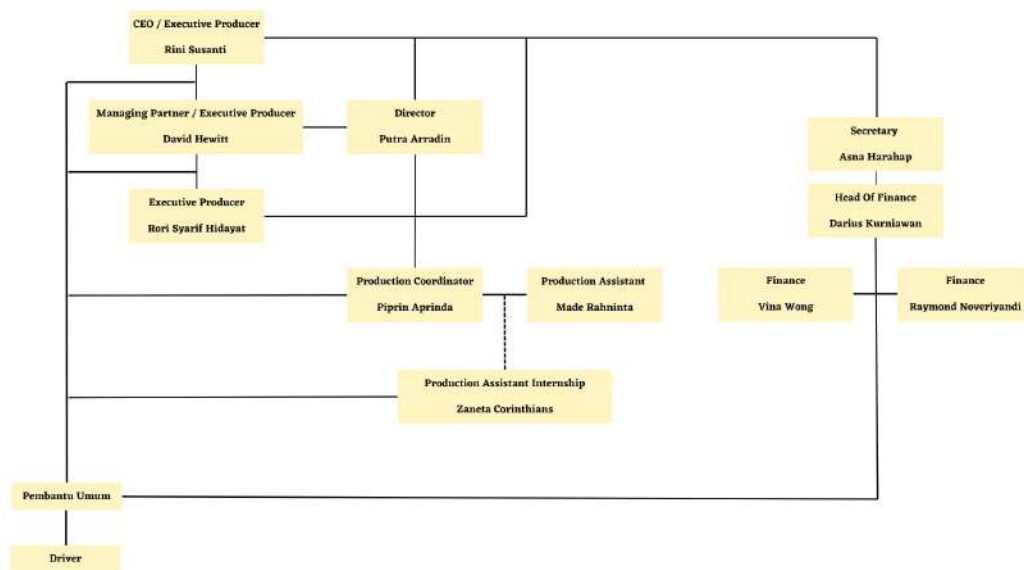 CEO / Executive Producer
Rini Susanti
Managing Partner / Executive Producer
David Hewitt
Director
Putra Arradin
Secretary
Asna Harahap
Executive Producer
Rori Syarif Hidayat
Head Of Finance
Darius Kurniawan
Production Coordinator
Piprin Aprinda
Production Assistant
Made Rahninta
Finance
Vina Wong
Finance
Raymond Noveriyandi
Production Assistant Internship
Zaneta Corinthians
Pembantu Umum
Driver